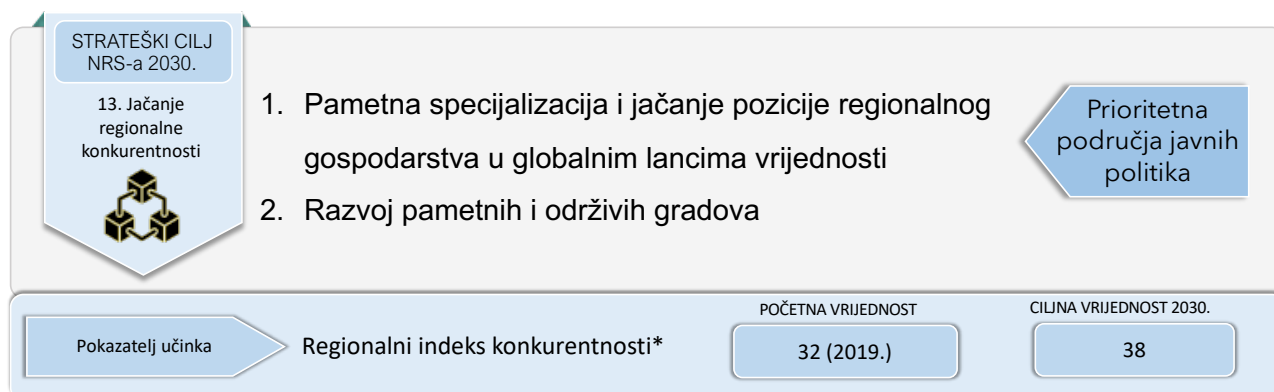 STRATEŠKI CILJ
NRS-a 2030.
13. Jačanje
regionalne
konkurentnosti
1. Pametna specijalizacija i jačanje pozicije regionalnog
gospodarstva u globalnim lancima vrijednosti
2. Razvoj pametnih i održivih gradova
Prioritetna
područja javnih
politika
Pokazatelj učinka
Regionalni indeks konkurentnosti*
POČETNA VRIJEDNOST
32 (2019.)
CILJNA VRIJEDNOST 2030.
38